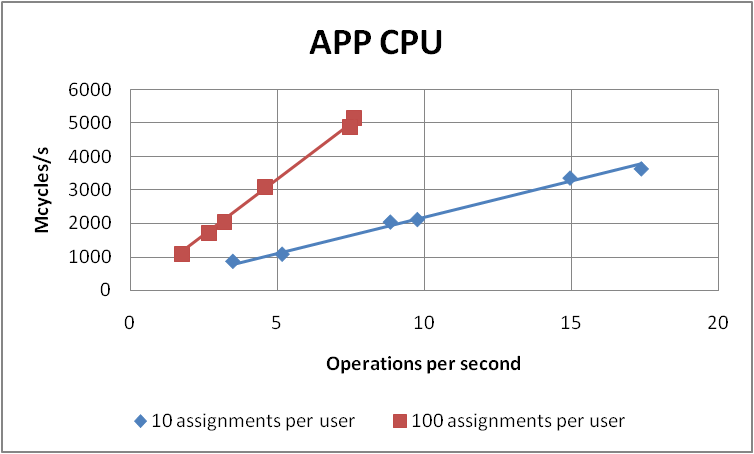 APP CPU
6000
5000
4000
3000
2000
1000
0
Mcycles/s
0 5 10 15 20
Operations per second
10 assignments per user 100 assignments per user